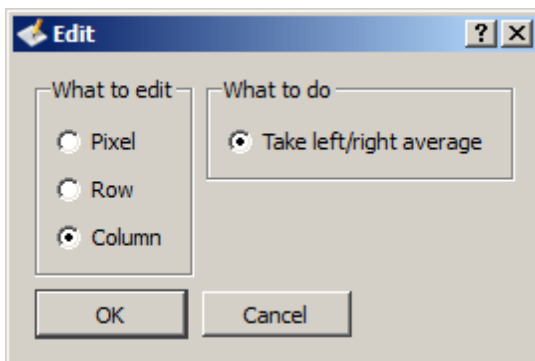 Edit
What to edit
Pixel
Row
Column
What to do
Take left/right average
OK
Cancel